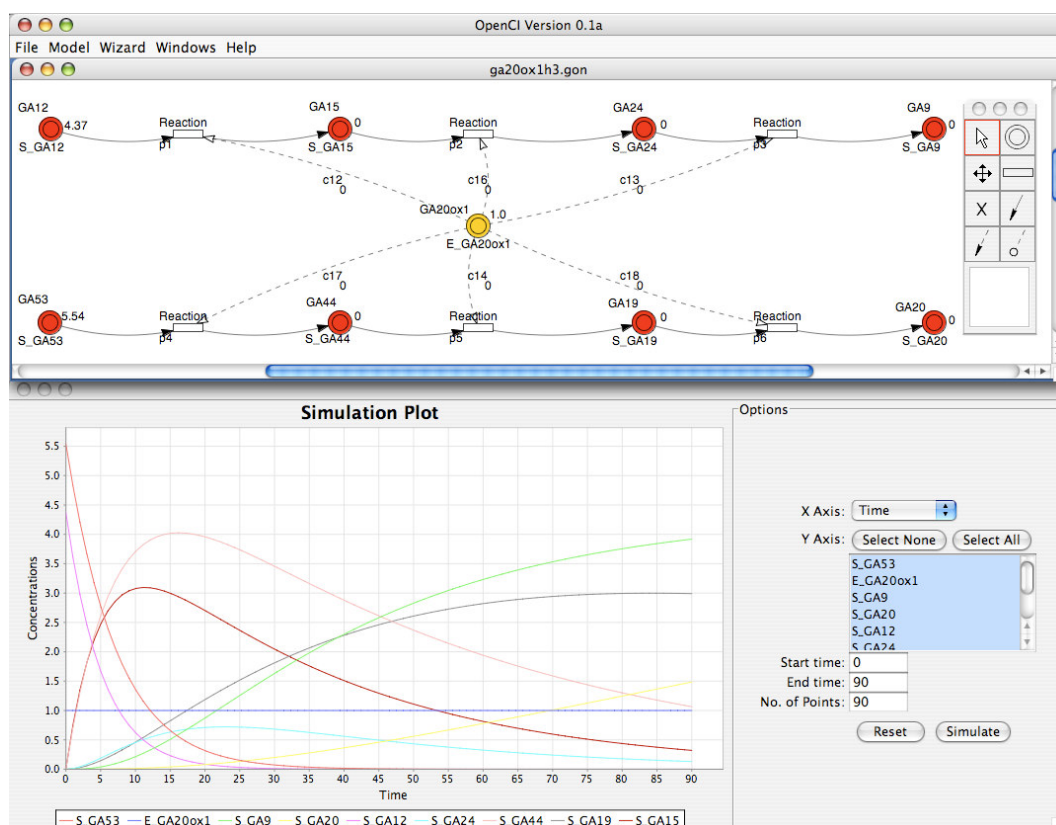 OpenCI Version 0.1a
File Model Wizard Windows Help
ga20ox1h3.gon
GA12 GA15 GA24 GA9
4.37 Reaction 0 Reaction 0 Reaction 0
S_GA12 p1 S_GA15 p2 S_GA24 p3 S_GA9
c12 c16 c13
0 0 0
GA20ox1 1.0
E_GA20ox1
c17 c14 c18
0 0 0
GA53 GA44 GA19 GA20
5.54 Reaction 0 Reaction 0 Reaction 0
S_GA53 p4 S_GA44 p5 S_GA19 p6 S_GA20
X
Simulation Plot
Options
5.5
5.0
4.5
4.0
3.5
3.0
2.5
2.0
1.5
1.0
0.5
0.0
Concentrations
0 5 10 15 20 25 30 35 40 45 50 55 60 65 70 75 80 85 90
Time
S_GA53 E_GA20ox1 S_GA9 S_GA20 S_GA12 S_GA24 S_GA44 S_GA19 S_GA15
X Axis: Time
Y Axis: Select None Select All
S_GA53
E_GA20ox1
S_GA9
S_GA20
S_GA12
S_GA24
Start time: 0
End time: 90
No. of Points: 90
Reset Simulate